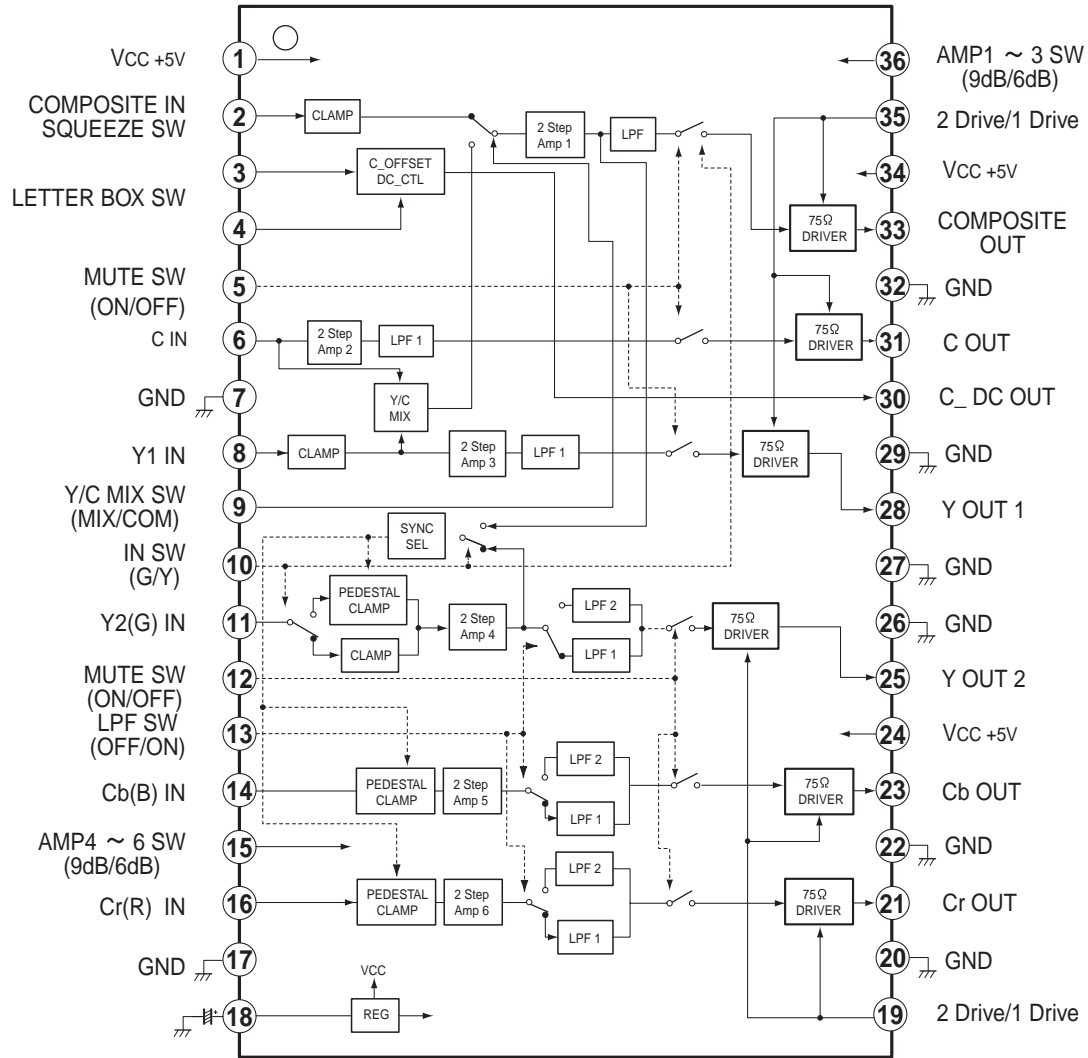 VCC +5V
COMPOSITE IN
SQUEEZE SW
LETTER BOX SW
MUTE SW
(ON/OFF)
C IN
GND
Y1 IN
Y/C MIX SW
(MIX/COM)
IN SW
(G/Y)
Y2(G) IN
MUTE SW
(ON/OFF)
LPF SW
(OFF/ON)
Cb(B) IN
AMP4 ~ 6 SW
(9dB/6dB)
Cr(R) IN
GND
1
2
3
4
5
6
7
8
9
10
11
12
13
14
15
16
17
18
CLAMP
2 Step
Amp 1
LPF
C_OFFSET
DC_CTL
75Ω
DRIVER
2 Step
Amp 2
LPF 1
75Ω
DRIVER
Y/C
MIX
CLAMP
2 Step
Amp 3
LPF 1
75Ω
DRIVER
SYNC
SEL
PEDESTAL
CLAMP
CLAMP
2 Step
Amp 4
LPF 2
LPF 1
75Ω
DRIVER
PEDESTAL
CLAMP
2 Step
Amp 5
LPF 2
LPF 1
75Ω
DRIVER
PEDESTAL
CLAMP
2 Step
Amp 6
LPF 2
LPF 1
75Ω
DRIVER
VCC
REG
+
36
35
34
33
32
31
30
29
28
27
26
25
24
23
22
21
20
19
AMP1 ~ 3 SW
(9dB/6dB)
2 Drive/1 Drive
VCC +5V
COMPOSITE
OUT
GND
C OUT
C_ DC OUT
GND
Y OUT 1
GND
GND
Y OUT 2
VCC +5V
Cb OUT
GND
Cr OUT
GND
2 Drive/1 Drive